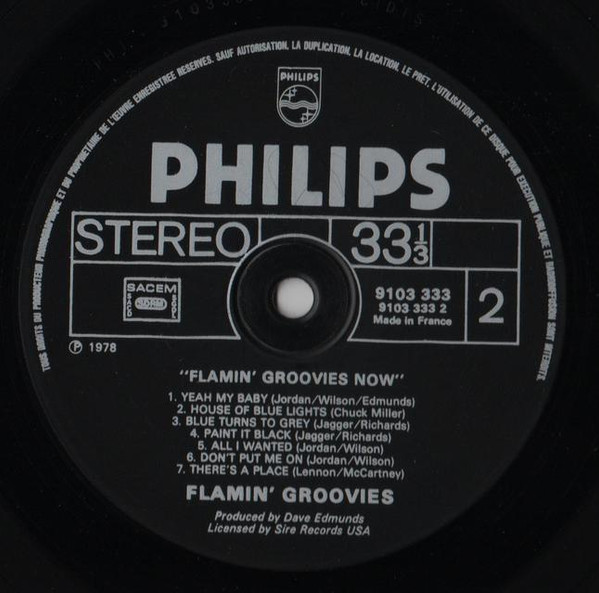 TOUS DROITS DU PRODUCTEUR PHONOGRAPHIQUE ET DU PROPRIETAIRE DE L'ŒUVRE ENREGISTREE RESERVES. SAUF AUTORISATION, LA DUPLICATION, LA LOCATION, LE PRET, L'UTILISATION DE CE DISQUE POUR EXECUTION PUBLIQUE ET RADIODIFFUSION SONT INTERDITS.
PHILIPS
PHILIPS
STEREO
33 1/3
SACEM
9103 333
9103 333 2
Made in France
2
℗ 1978
"FLAMIN' GROOVIES NOW"
1. YEAH MY BABY (Jordan/Wilson/Edmunds)
2. HOUSE OF BLUE LIGHTS (Chuck Miller)
3. BLUE TURNS TO GREY (Jagger/Richards)
4. PAINT IT BLACK (Jagger/Richards)
5. ALL I WANTED (Jordan/Wilson)
6. DON'T PUT ME ON (Jordan/Wilson)
7. THERE'S A PLACE (Lennon/McCartney)
FLAMIN' GROOVIES
Produced by Dave Edmunds
Licensed by Sire Records USA